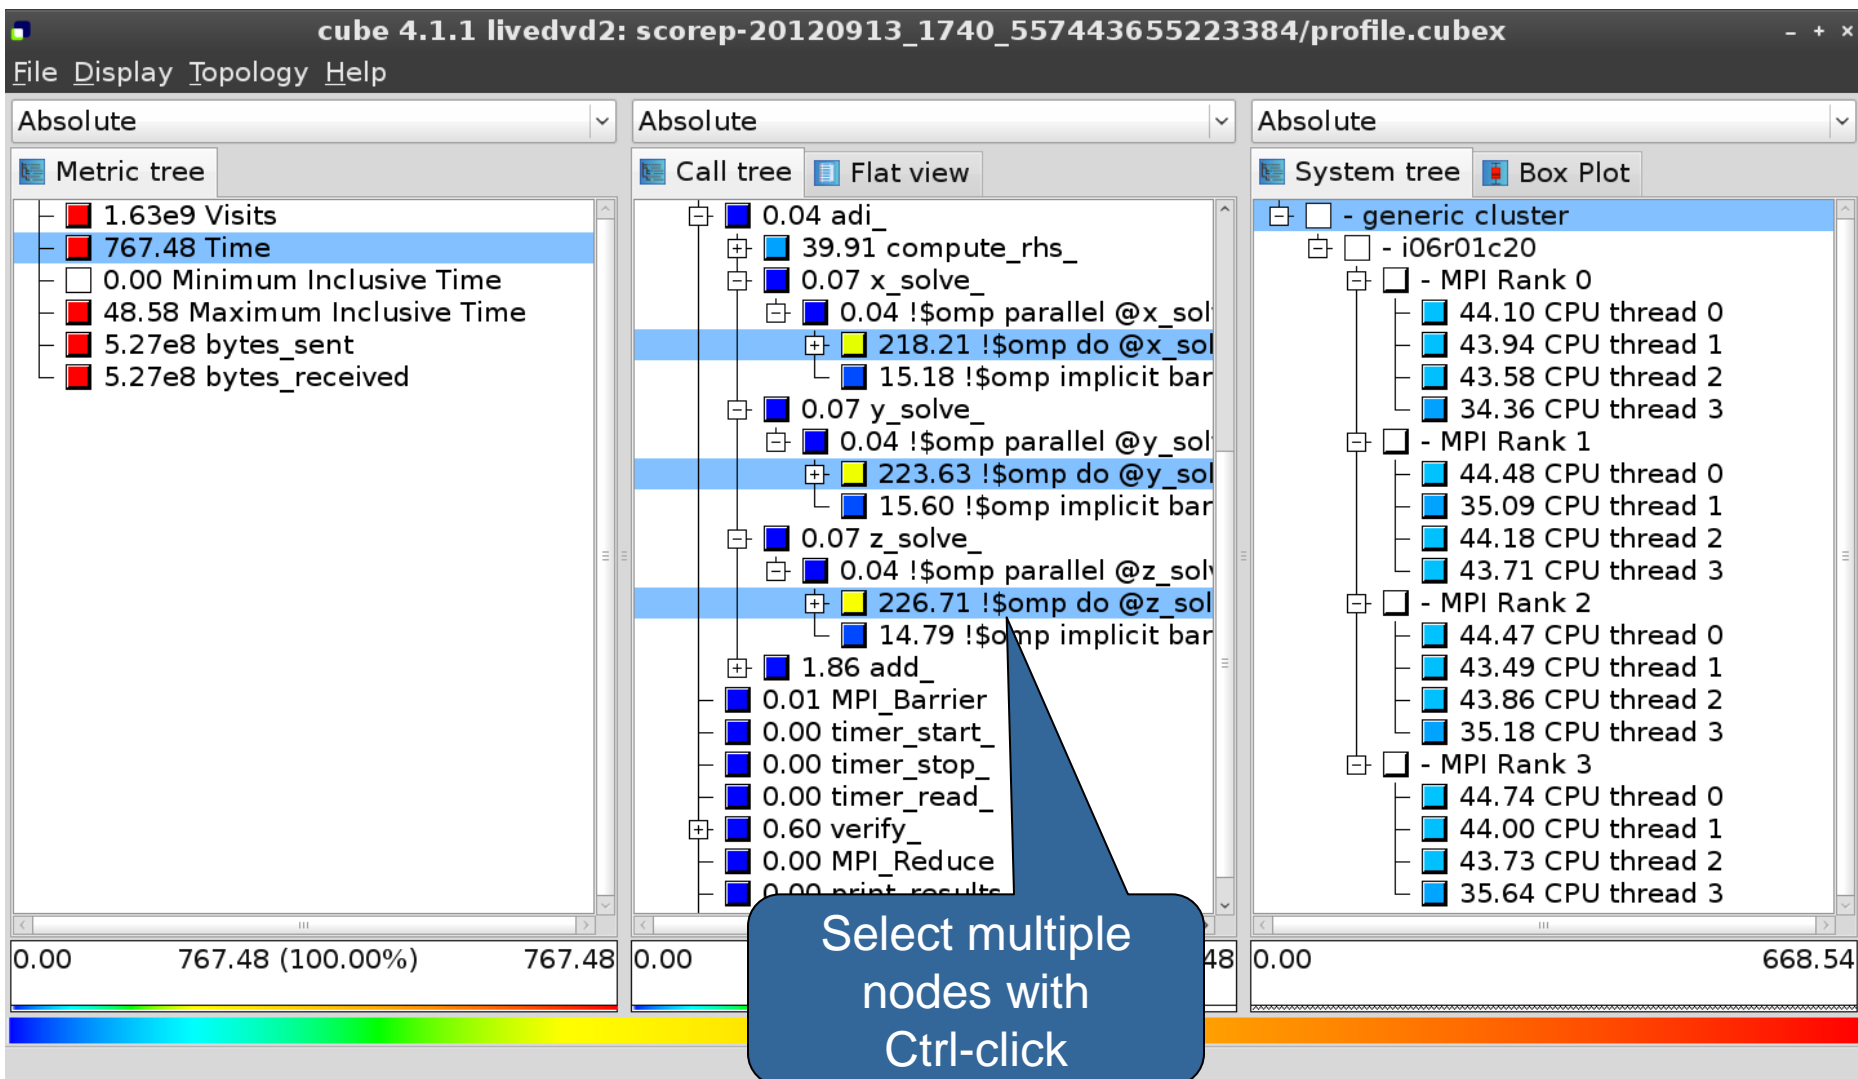 cube 4.1.1 livedvd2: scorep-20120913_1740_557443655223384/profile.cubex
File Display Topology Help
Absolute
Metric tree
1.63e9 Visits
767.48 Time
0.00 Minimum Inclusive Time
48.58 Maximum Inclusive Time
5.27e8 bytes_sent
5.27e8 bytes_received
0.00 767.48 (100.00%) 767.48
Absolute
Call tree Flat view
0.04 adi_
39.91 compute_rhs_
0.07 x_solve_
0.04 !$omp parallel @x_sol
218.21 !$omp do @x_sol
15.18 !$omp implicit bar
0.07 y_solve_
0.04 !$omp parallel @y_sol
223.63 !$omp do @y_sol
15.60 !$omp implicit bar
0.07 z_solve_
0.04 !$omp parallel @z_solv
226.71 !$omp do @z_sol
14.79 !$omp implicit bar
1.86 add_
0.01 MPI_Barrier
0.00 timer_start_
0.00 timer_stop_
0.00 timer_read_
0.60 verify_
0.00 MPI_Reduce
0.00 print_results
0.00 48
Select multiple
nodes with
Ctrl-click
Absolute
System tree Box Plot
- generic cluster
- i06r01c20
- MPI Rank 0
44.10 CPU thread 0
43.94 CPU thread 1
43.58 CPU thread 2
34.36 CPU thread 3
- MPI Rank 1
44.48 CPU thread 0
35.09 CPU thread 1
44.18 CPU thread 2
43.71 CPU thread 3
- MPI Rank 2
44.47 CPU thread 0
43.49 CPU thread 1
43.86 CPU thread 2
35.18 CPU thread 3
- MPI Rank 3
44.74 CPU thread 0
44.00 CPU thread 1
43.73 CPU thread 2
35.64 CPU thread 3
0.00 668.54